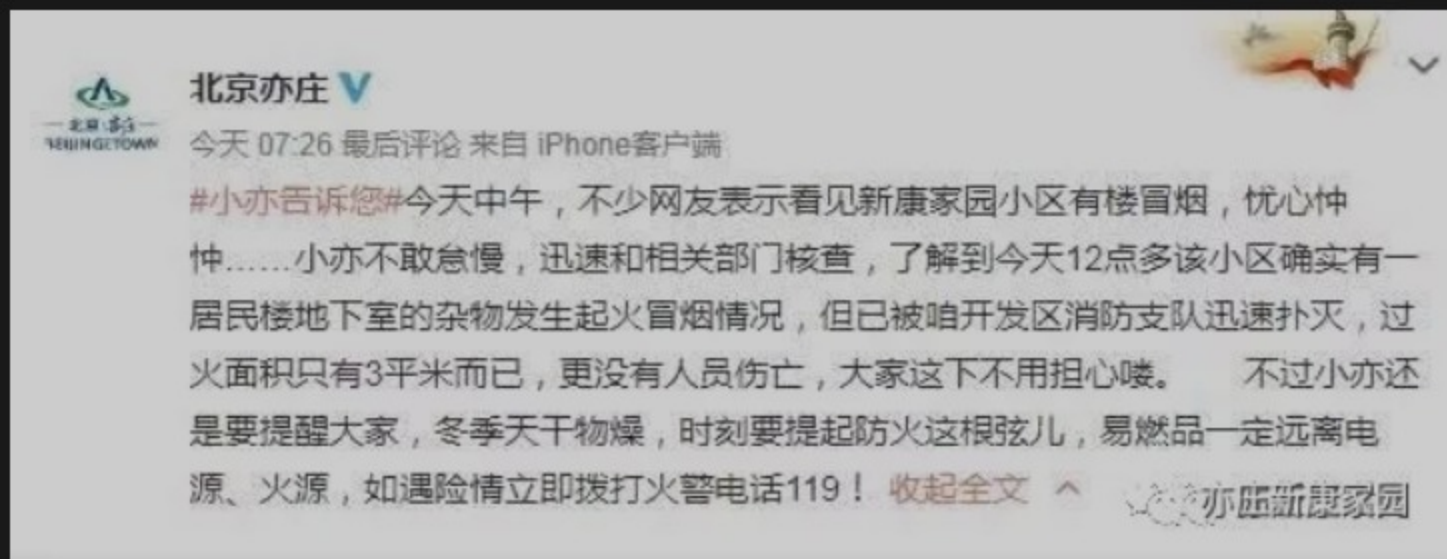 北京亦庄
北京·亦庄
BEIJINGETOWN
今天 07:26 最后评论 来自 iPhone客户端
#小亦告诉您#今天中午，不少网友表示看见新康家园小区有楼冒烟，忧心忡
忡……小亦不敢怠慢，迅速和相关部门核查，了解到今天12点多该小区确实有一
居民楼地下室的杂物发生起火冒烟情况，但已被咱开发区消防支队迅速扑灭，过
火面积只有3平米而已，更没有人员伤亡，大家这下不用担心喽。 不过小亦还
是要提醒大家，冬季天干物燥，时刻要提起防火这根弦儿，易燃品一定远离电
源、火源，如遇险情立即拨打火警电话119！ 收起全文
亦庄新康家园